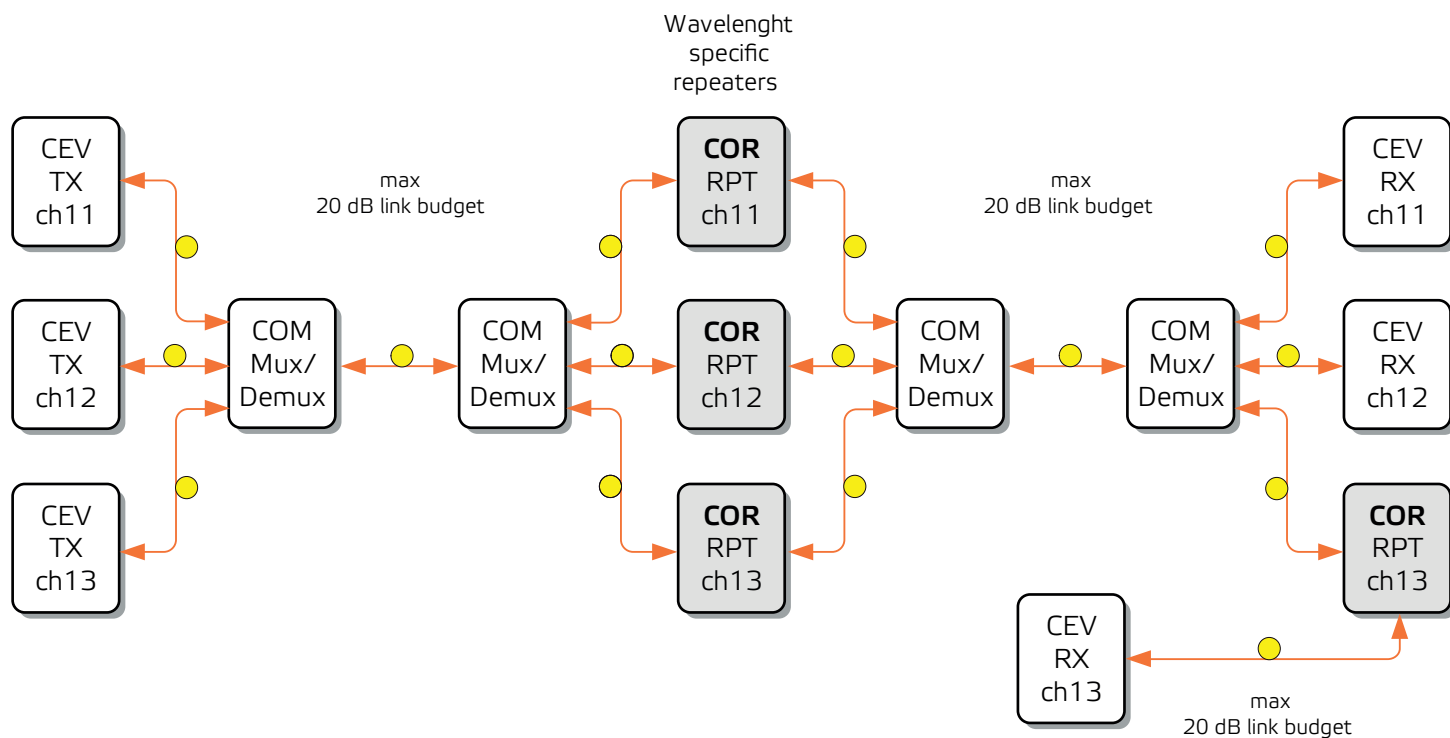 Wavelenght
specific
repeaters
CEV
TX
ch11
max
20 dB link budget
COR
RPT
ch11
max
20 dB link budget
CEV
RX
ch11
CEV
TX
ch12
COM
Mux/
Demux
COM
Mux/
Demux
COR
RPT
ch12
COM
Mux/
Demux
COM
Mux/
Demux
CEV
RX
ch12
CEV
TX
ch13
COR
RPT
ch13
COR
RPT
ch13
CEV
RX
ch13
max
20 dB link budget